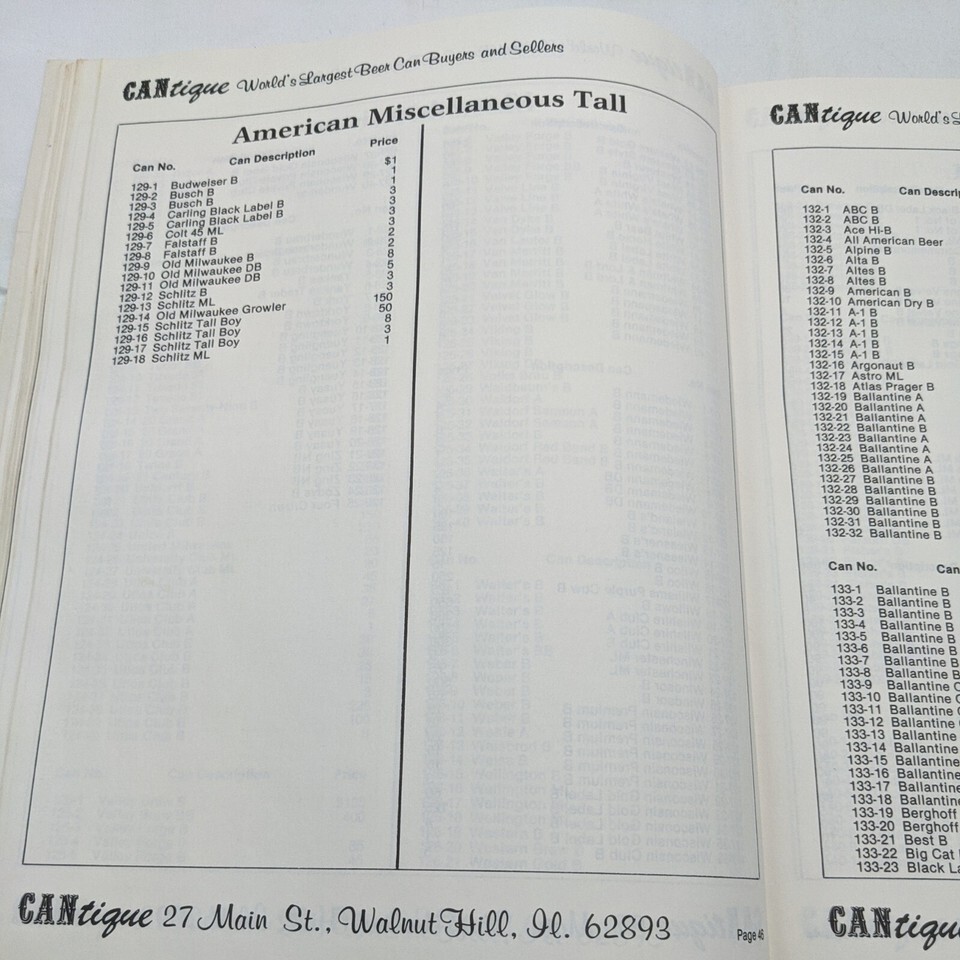 CANtique World's Largest Beer Can Buyers and Sellers
American Miscellaneous Tall
Can No. Can Description Price
129-1 Budweiser B $1
129-2 Busch B 1
129-3 Busch B 1
129-4 Carling Black Label B 3
129-5 Carling Black Label B 3
129-6 Colt 45 ML 3
129-7 Falstaff B 3
129-8 Falstaff B 2
129-9 Old Milwaukee B 2
129-10 Old Milwaukee DB 8
129-11 Old Milwaukee DB 5
129-12 Schlitz B 3
129-13 Schlitz ML 3
129-14 Old Milwaukee Growler 150
129-15 Schlitz Tall Boy 50
129-16 Schlitz Tall Boy 8
129-17 Schlitz Tall Boy 3
129-18 Schlitz ML 1
CANtique 27 Main St., Walnut Hill, Il. 62893
Page 46
CANtique World's
Can No. Can Descri
132-1 ABC B
132-2 ABC B
132-3 Ace Hi-B
132-4 All American Beer
132-5 Alpine B
132-6 Alta B
132-7 Altes B
132-8 Altes B
132-9 American B
132-10 American Dry B
132-11 A-1 B
132-12 A-1 B
132-13 A-1 B
132-14 A-1 B
132-15 A-1 B
132-16 Argonaut B
132-17 Astro ML
132-18 Atlas Prager B
132-19 Ballantine A
132-20 Ballantine A
132-21 Ballantine A
132-22 Ballantine B
132-23 Ballantine A
132-24 Ballantine A
132-25 Ballantine A
132-26 Ballantine A
132-27 Ballantine B
132-28 Ballantine B
132-29 Ballantine B
132-30 Ballantine B
132-31 Ballantine B
132-32 Ballantine B
Can No. Can
133-1 Ballantine B
133-2 Ballantine B
133-3 Ballantine B
133-4 Ballantine B
133-5 Ballantine B
133-6 Ballantine B
133-7 Ballantine B
133-8 Ballantine B
133-9 Ballantine
133-10 Ballantine
133-11 Ballantine
133-12 Ballantine
133-13 Ballantine
133-14 Ballantine
133-15 Ballantine
133-16 Ballantine
133-17 Ballantine
133-18 Ballantine
133-19 Berghoff
133-20 Berghoff
133-21 Best B
133-22 Big Cat
133-23 Black La
CANtiqu